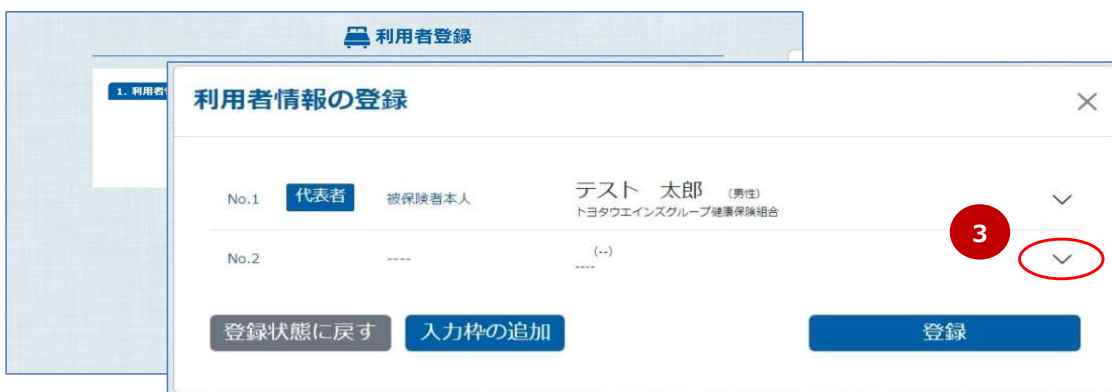 利用者登録
1. 利用者
利用者情報の登録
No.1 代表者 被保険者本人 テスト 太郎 (男性)
トヨタウエインズグループ健康保険組合
3
No.2 ---- (--)
----
登録状態に戻す 入力枠の追加 登録